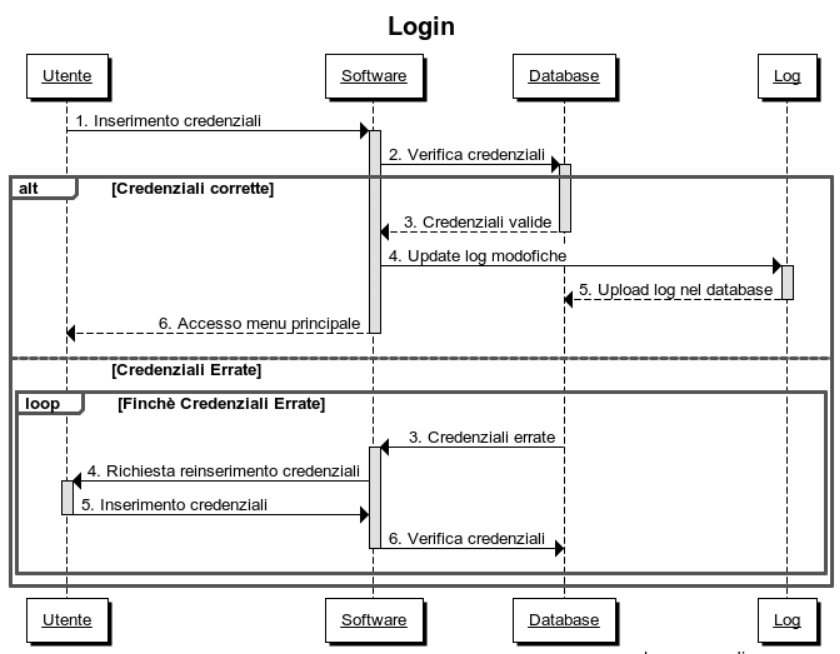 Login
Utente
Software
Database
Log
1. Inserimento credenziali
2. Verifica credenziali
alt
[Credenziali corrette]
3. Credenziali valide
4. Update log modofiche
5. Upload log nel database
6. Accesso menu principale
[Credenziali Errate]
loop
[Finchè Credenziali Errate]
3. Credenziali errate
4. Richiesta reinserimento credenziali
5. Inserimento credenziali
6. Verifica credenziali
Utente
Software
Database
Log